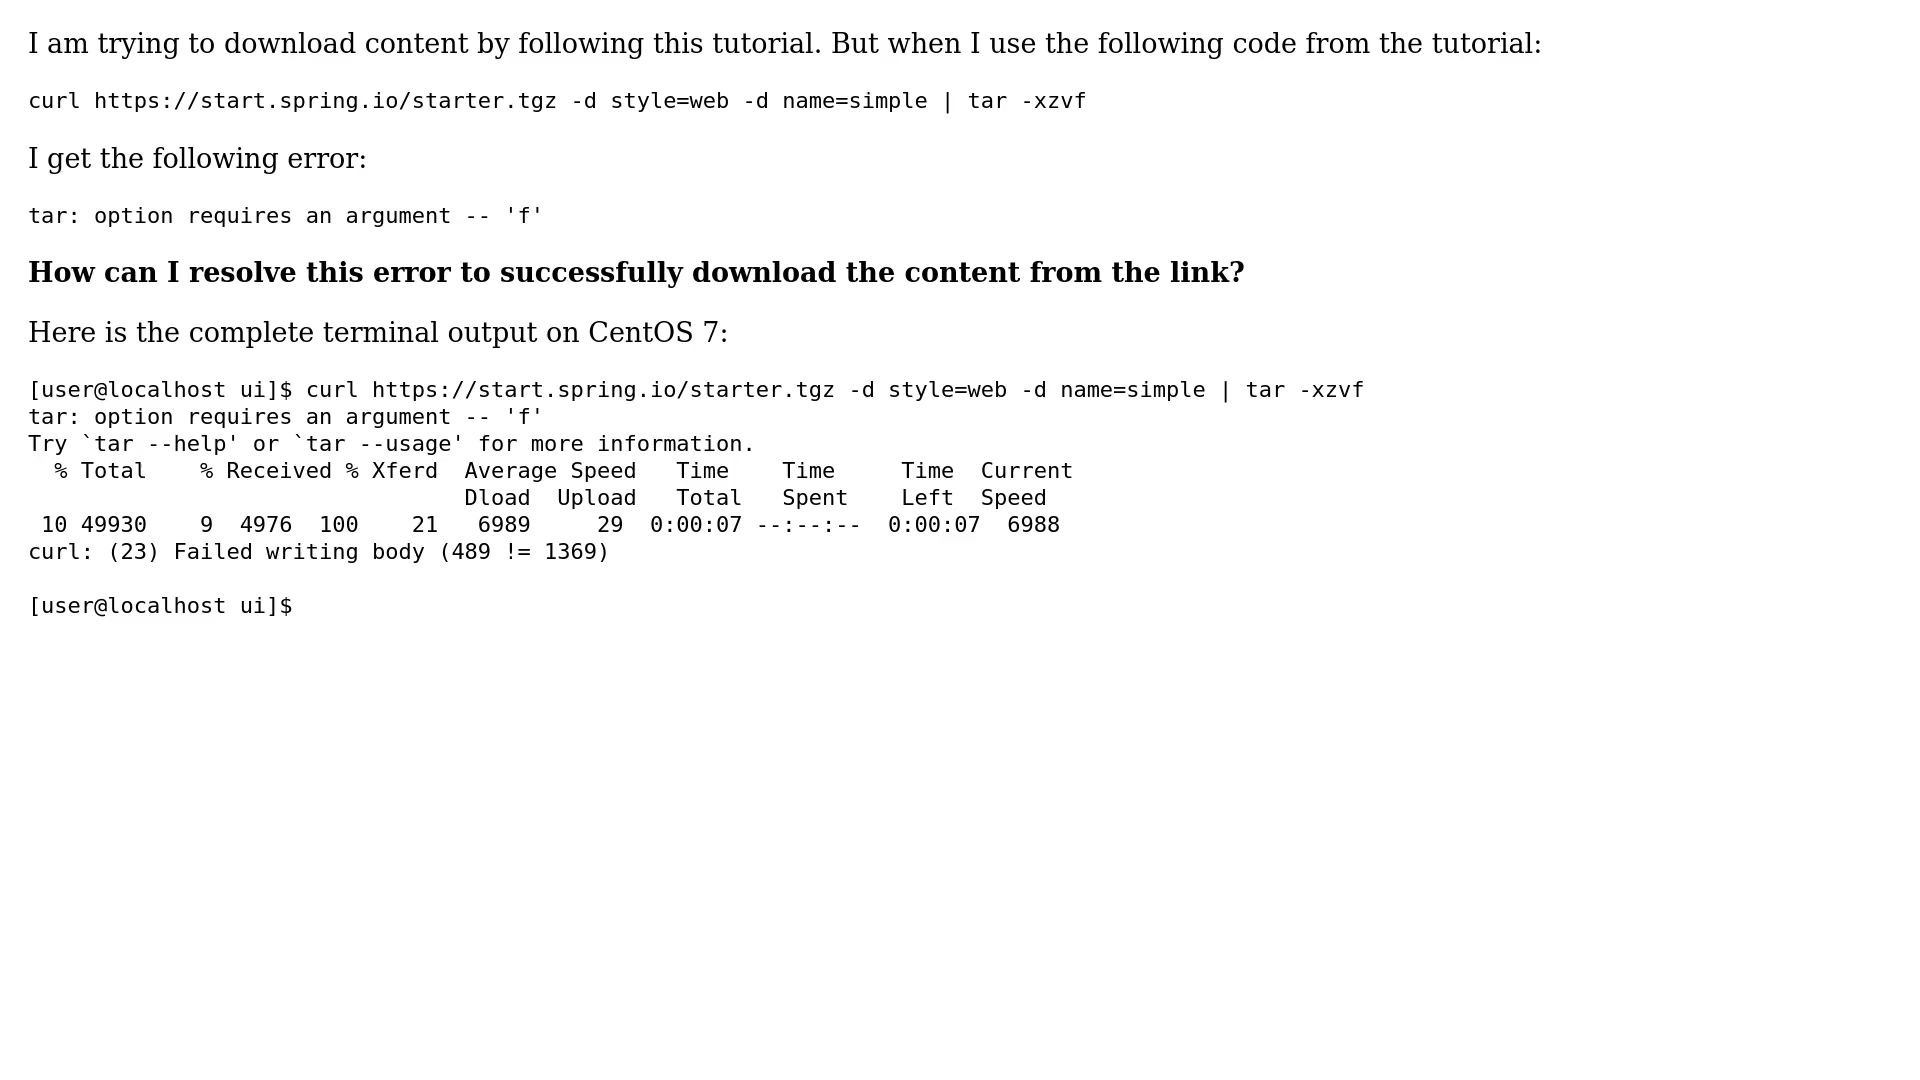 I am trying to download content by following this tutorial. But when I use the following code from the tutorial:
curl https://start.spring.io/starter.tgz -d style=web -d name=simple | tar -xzvf
I get the following error:
tar: option requires an argument -- 'f'
How can I resolve this error to successfully download the content from the link?
Here is the complete terminal output on CentOS 7:
[user@localhost ui]$ curl https://start.spring.io/starter.tgz -d style=web -d name=simple | tar -xzvf
tar: option requires an argument -- 'f'
Try `tar --help' or `tar --usage' for more information.
  % Total    % Received % Xferd  Average Speed   Time    Time     Time  Current
                                 Dload  Upload   Total   Spent    Left  Speed
 10 49930    9  4976  100    21   6989     29  0:00:07 --:--:--  0:00:07  6988
curl: (23) Failed writing body (489 != 1369)
[user@localhost ui]$